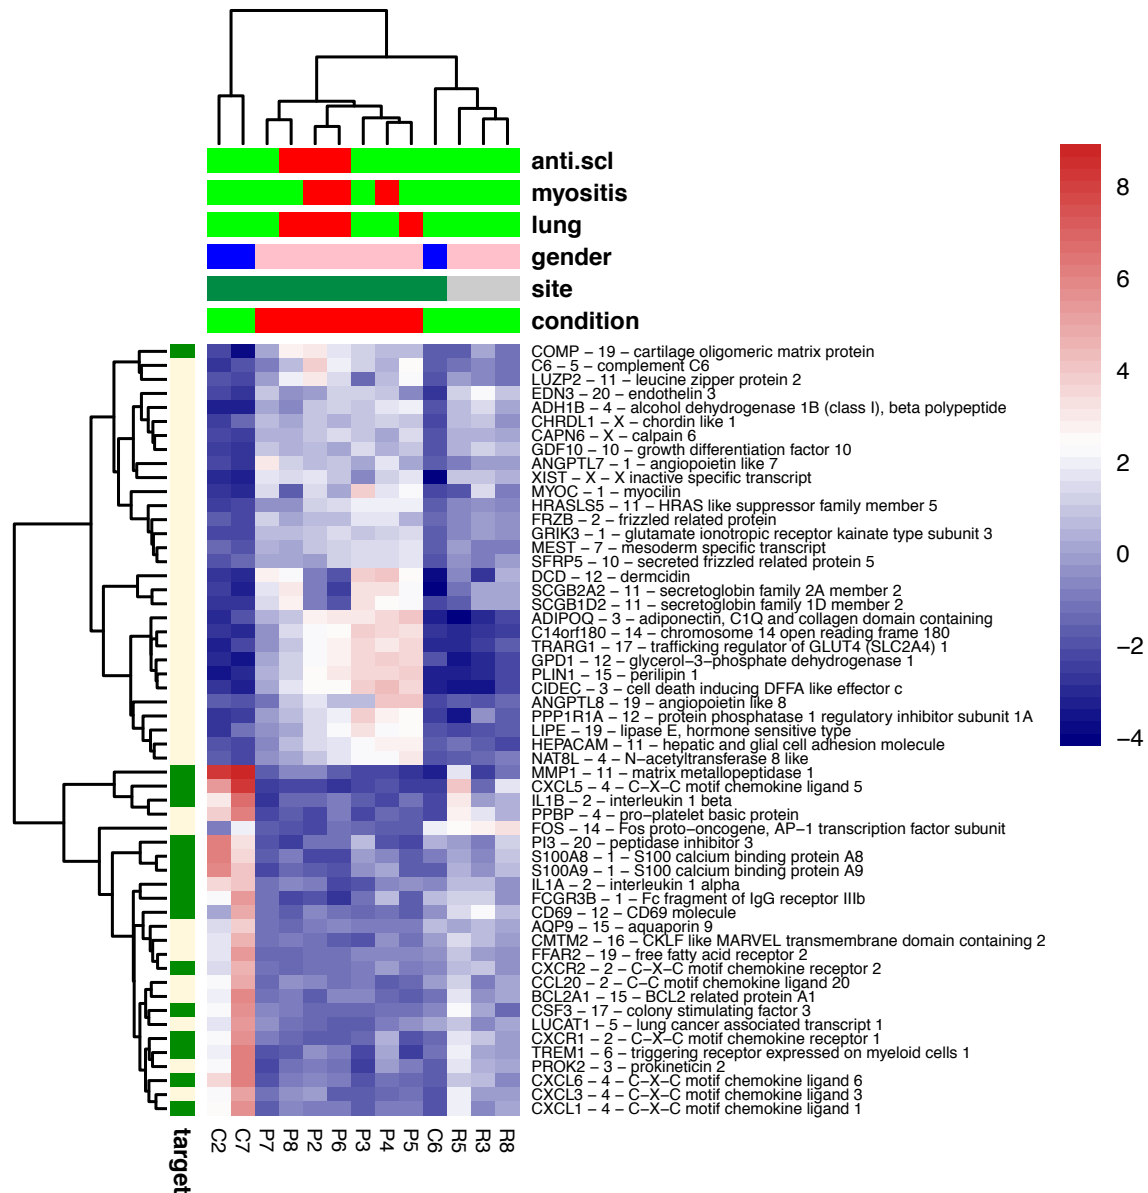 anti.scl
myositis
lung
gender
site
condition
8
6
4
2
0
−2
−4
COMP − 19 − cartilage oligomeric matrix protein
C6 − 5 − complement C6
LUZP2 − 11 − leucine zipper protein 2
EDN3 − 20 − endothelin 3
ADH1B − 4 − alcohol dehydrogenase 1B (class I), beta polypeptide
CHRDL1 − X − chordin like 1
CAPN6 − X − calpain 6
GDF10 − 10 − growth differentiation factor 10
ANGPTL7 − 1 − angiopoietin like 7
XIST − X − X inactive specific transcript
MYOC − 1 − myocilin
HRASLS5 − 11 − HRAS like suppressor family member 5
FRZB − 2 − frizzled related protein
GRIK3 − 1 − glutamate ionotropic receptor kainate type subunit 3
MEST − 7 − mesoderm specific transcript
SFRP5 − 10 − secreted frizzled related protein 5
DCD − 12 − dermcidin
SCGB2A2 − 11 − secretoglobin family 2A member 2
SCGB1D2 − 11 − secretoglobin family 1D member 2
ADIPOQ − 3 − adiponectin, C1Q and collagen domain containing
C14orf180 − 14 − chromosome 14 open reading frame 180
TRARG1 − 17 − trafficking regulator of GLUT4 (SLC2A4) 1
GPD1 − 12 − glycerol−3−phosphate dehydrogenase 1
PLIN1 − 15 − perilipin 1
CIDEC − 3 − cell death inducing DFFA like effector c
ANGPTL8 − 19 − angiopoietin like 8
PPP1R1A − 12 − protein phosphatase 1 regulatory inhibitor subunit 1A
LIPE − 19 − lipase E, hormone sensitive type
HEPACAM − 11 − hepatic and glial cell adhesion molecule
NAT8L − 4 − N−acetyltransferase 8 like
MMP1 − 11 − matrix metallopeptidase 1
CXCL5 − 4 − C−X−C motif chemokine ligand 5
IL1B − 2 − interleukin 1 beta
PPBP − 4 − pro−platelet basic protein
FOS − 14 − Fos proto−oncogene, AP−1 transcription factor subunit
PI3 − 20 − peptidase inhibitor 3
S100A8 − 1 − S100 calcium binding protein A8
S100A9 − 1 − S100 calcium binding protein A9
IL1A − 2 − interleukin 1 alpha
FCGR3B − 1 − Fc fragment of IgG receptor IIIb
CD69 − 12 − CD69 molecule
AQP9 − 15 − aquaporin 9
CMTM2 − 16 − CKLF like MARVEL transmembrane domain containing 2
FFAR2 − 19 − free fatty acid receptor 2
CXCR2 − 2 − C−X−C motif chemokine receptor 2
CCL20 − 2 − C−C motif chemokine ligand 20
BCL2A1 − 15 − BCL2 related protein A1
CSF3 − 17 − colony stimulating factor 3
LUCAT1 − 5 − lung cancer associated transcript 1
CXCR1 − 2 − C−X−C motif chemokine receptor 1
TREM1 − 6 − triggering receptor expressed on myeloid cells 1
PROK2 − 3 − prokineticin 2
CXCL6 − 4 − C−X−C motif chemokine ligand 6
CXCL3 − 4 − C−X−C motif chemokine ligand 3
CXCL1 − 4 − C−X−C motif chemokine ligand 1
target
C2
C7
P7
P8
P2
P6
P3
P4
P5
C6
R5
R3
R8